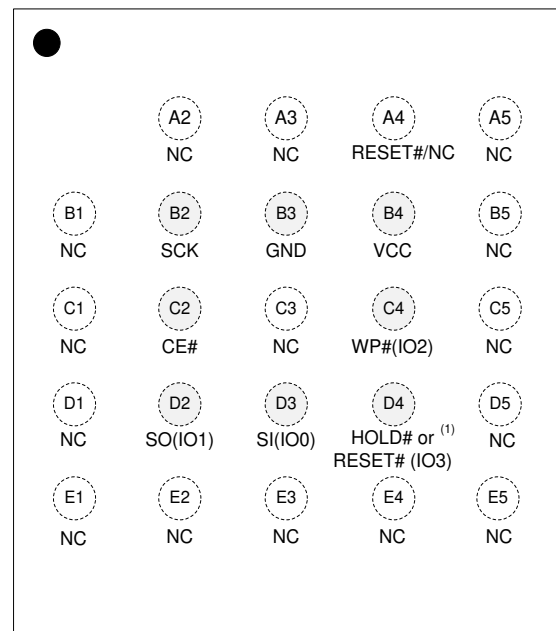 A2 A3 A4 A5
NC NC RESET#/NC NC
B1 B2 B3 B4 B5
NC SCK GND VCC NC
C1 C2 C3 C4 C5
NC CE# NC WP#(IO2) NC
D1 D2 D3 D4 D5
NC SO(IO1) SI(IO0) HOLD# or (1) NC
RESET# (IO3)
E1 E2 E3 E4 E5
NC NC NC NC NC